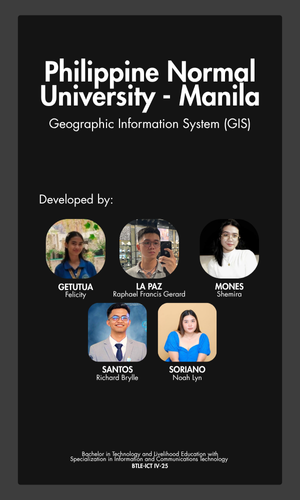 Philippine Normal
University - Manila
Geographic Information System (GIS)
Developed by:
GETUTUA
Felicity
LA PAZ
Raphael Francis Gerard
MONES
Shemira
SANTOS
Richard Brylle
SORIANO
Noah Lyn
Bachelor in Technology and Livelihood Education with
Specialization in Information and Communications Technology
BTLE-ICT IV-25